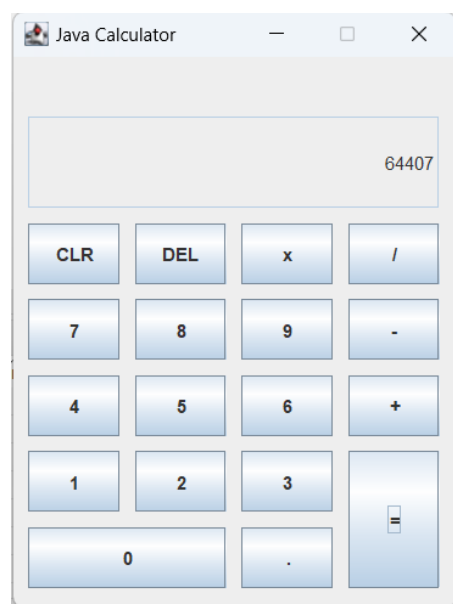 Java Calculator
64407
CLR DEL x /
7 8 9 -
4 5 6 +
1 2 3 =
0 .